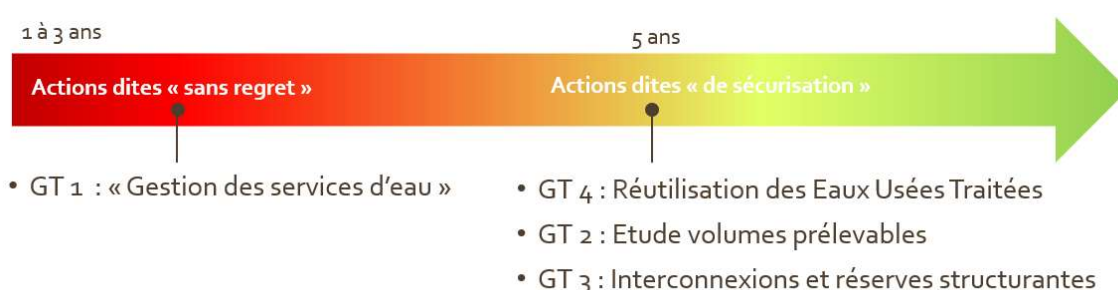 1 à 3 ans
5 ans
Actions dites « sans regret »
Actions dites « de sécurisation »
• GT 1 : « Gestion des services d'eau »
• GT 4 : Réutilisation des Eaux Usées Traitées
• GT 2 : Etude volumes prélevables
• GT 3 : Interconnexions et réserves structurantes